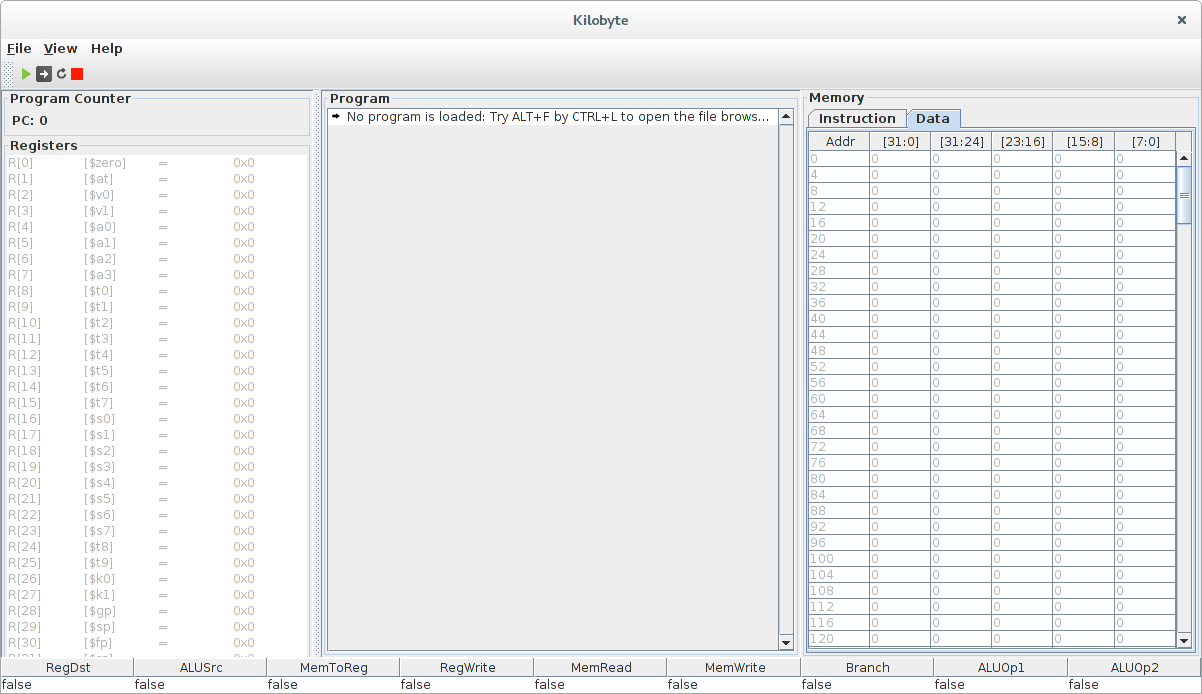 Kilobyte
File View Help
Program Counter
PC: 0
Registers
R[0] [$zero] = 0x0
R[1] [$at] = 0x0
R[2] [$v0] = 0x0
R[3] [$v1] = 0x0
R[4] [$a0] = 0x0
R[5] [$a1] = 0x0
R[6] [$a2] = 0x0
R[7] [$a3] = 0x0
R[8] [$t0] = 0x0
R[9] [$t1] = 0x0
R[10] [$t2] = 0x0
R[11] [$t3] = 0x0
R[12] [$t4] = 0x0
R[13] [$t5] = 0x0
R[14] [$t6] = 0x0
R[15] [$t7] = 0x0
R[16] [$s0] = 0x0
R[17] [$s1] = 0x0
R[18] [$s2] = 0x0
R[19] [$s3] = 0x0
R[20] [$s4] = 0x0
R[21] [$s5] = 0x0
R[22] [$s6] = 0x0
R[23] [$s7] = 0x0
R[24] [$t8] = 0x0
R[25] [$t9] = 0x0
R[26] [$k0] = 0x0
R[27] [$k1] = 0x0
R[28] [$gp] = 0x0
R[29] [$sp] = 0x0
R[30] [$fp] = 0x0
Program
No program is loaded: Try ALT+F by CTRL+L to open the file brows...
Memory
Instruction Data
Addr [31:0] [31:24] [23:16] [15:8] [7:0]
0 0 0 0 0 0
4 0 0 0 0 0
8 0 0 0 0 0
12 0 0 0 0 0
16 0 0 0 0 0
20 0 0 0 0 0
24 0 0 0 0 0
28 0 0 0 0 0
32 0 0 0 0 0
36 0 0 0 0 0
40 0 0 0 0 0
44 0 0 0 0 0
48 0 0 0 0 0
52 0 0 0 0 0
56 0 0 0 0 0
60 0 0 0 0 0
64 0 0 0 0 0
68 0 0 0 0 0
72 0 0 0 0 0
76 0 0 0 0 0
80 0 0 0 0 0
84 0 0 0 0 0
88 0 0 0 0 0
92 0 0 0 0 0
96 0 0 0 0 0
100 0 0 0 0 0
104 0 0 0 0 0
108 0 0 0 0 0
112 0 0 0 0 0
116 0 0 0 0 0
120 0 0 0 0 0
RegDst ALUSrc MemToReg RegWrite MemRead MemWrite Branch ALUOp1 ALUOp2
false false false false false false false false false